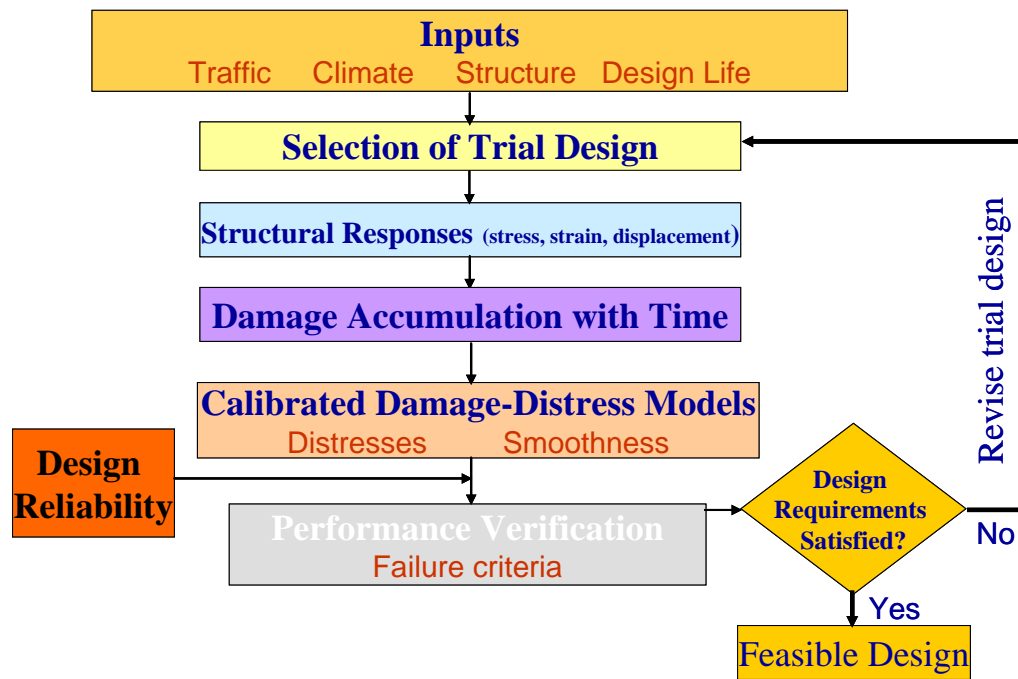 Inputs
Traffic Climate Structure Design Life
Selection of Trial Design
Structural Responses (stress, strain, displacement)
Damage Accumulation with Time
Calibrated Damage-Distress Models
Distresses Smoothness
Design
Reliability
Performance Verification
Failure criteria
Design
Requirements
Satisfied?
No
Revise trial design
Yes
Feasible Design